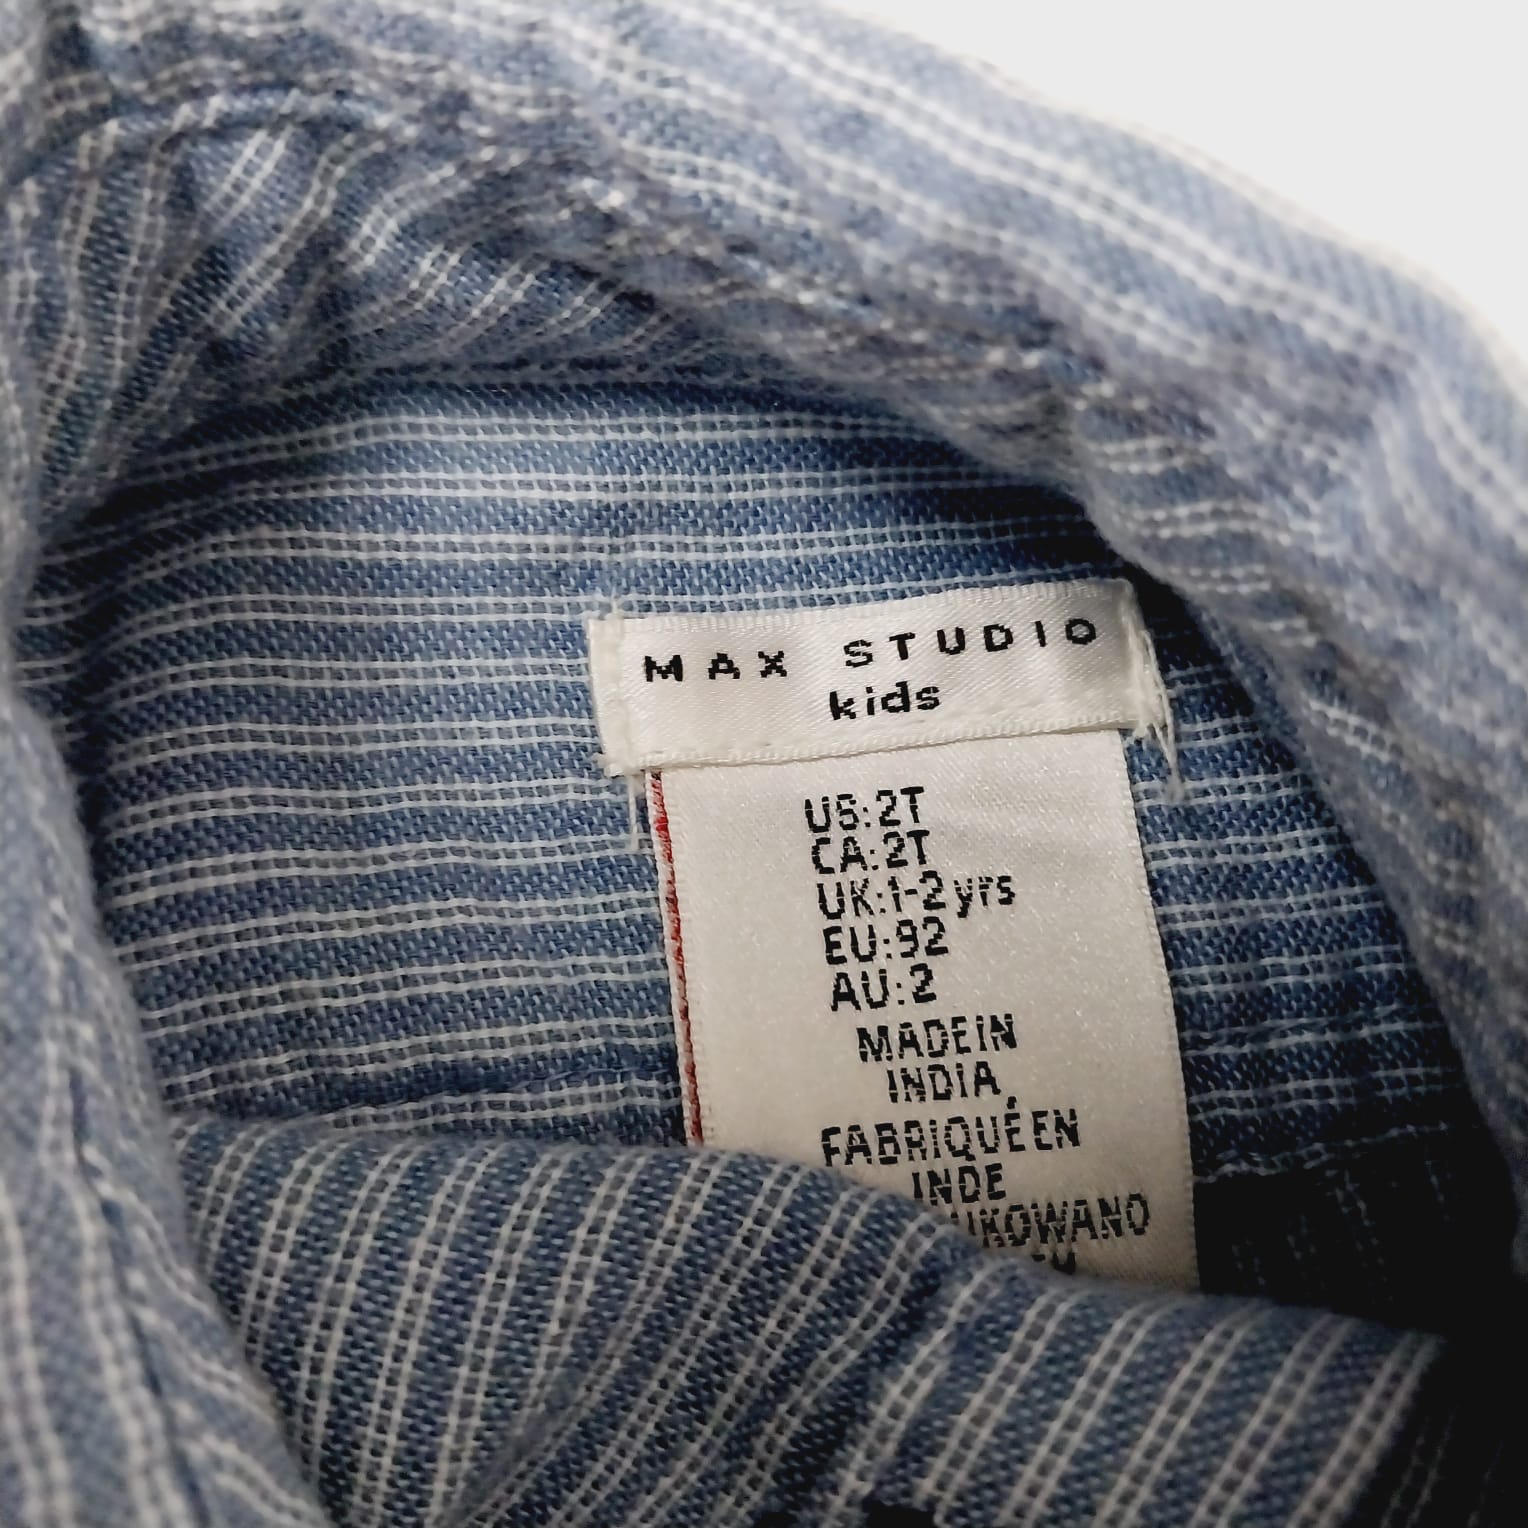 MAX STUDIO
kids
US:2T
CA:2T
UK:1-2yrs
EU:92
AU:2
MADE IN
INDIA
FABRIQUÉ EN
INDE